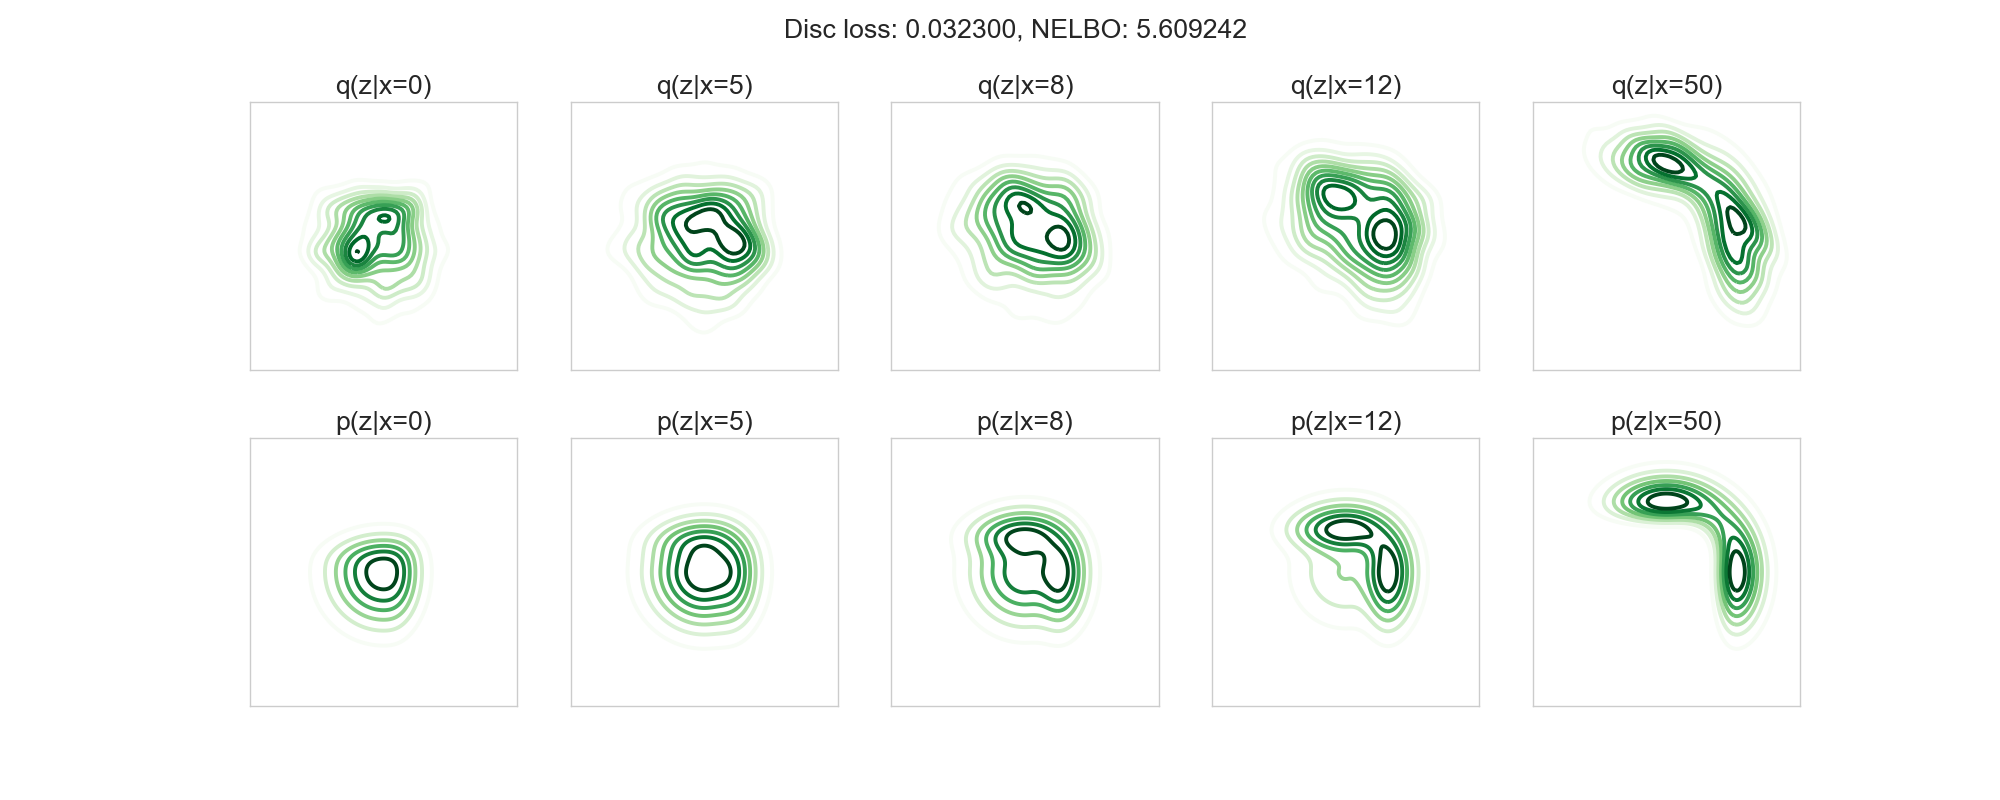 Disc loss: 0.032300, NELBO: 5.609242
q(z|x=0) q(z|x=5) q(z|x=8) q(z|x=12) q(z|x=50)
p(z|x=0) p(z|x=5) p(z|x=8) p(z|x=12) p(z|x=50)